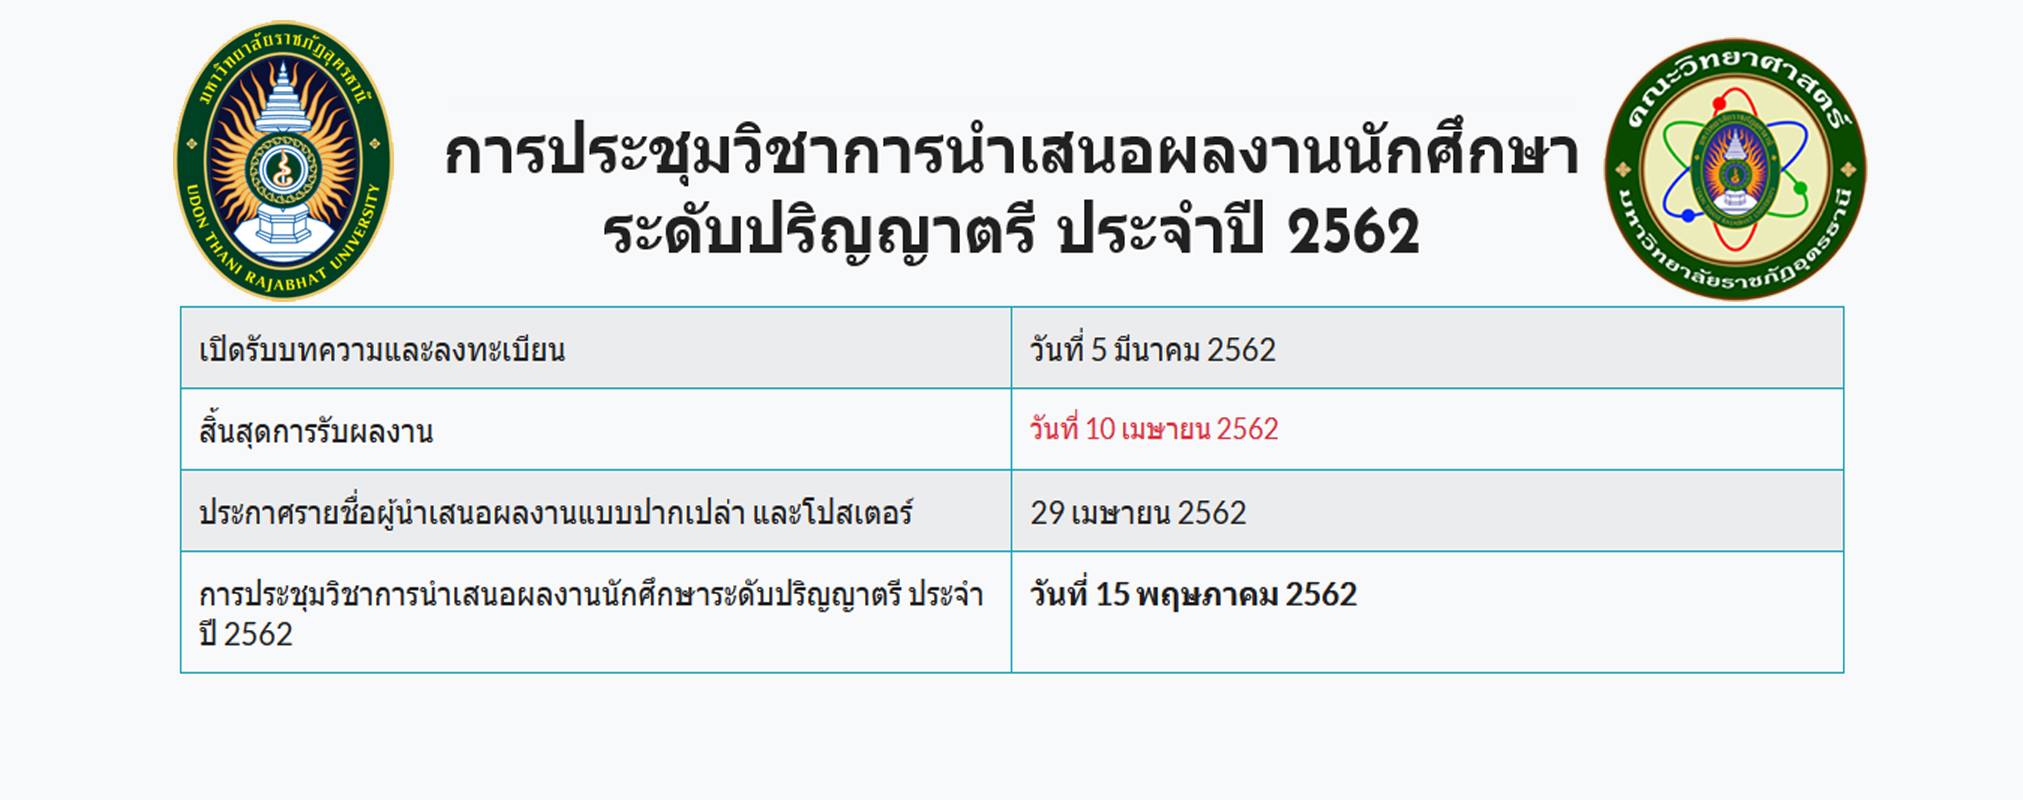 มหาวิทยาลัยราชภัฏอุดรธานี
UDON THANI RAJABHAT UNIVERSITY
การประชุมวิชาการนำเสนอผลงานนักศึกษา
ระดับปริญญาตรี ประจำปี 2562
คณะวิทยาศาสตร์
มหาวิทยาลัยราชภัฏอุดรธานี
เปิดรับบทความและลงทะเบียน
วันที่ 5 มีนาคม 2562
สิ้นสุดการรับผลงาน
วันที่ 10 เมษายน 2562
ประกาศรายชื่อผู้นำเสนอผลงานแบบปากเปล่า และโปสเตอร์
29 เมษายน 2562
การประชุมวิชาการนำเสนอผลงานนักศึกษาระดับปริญญาตรี ประจำ
ปี 2562
วันที่ 15 พฤษภาคม 2562